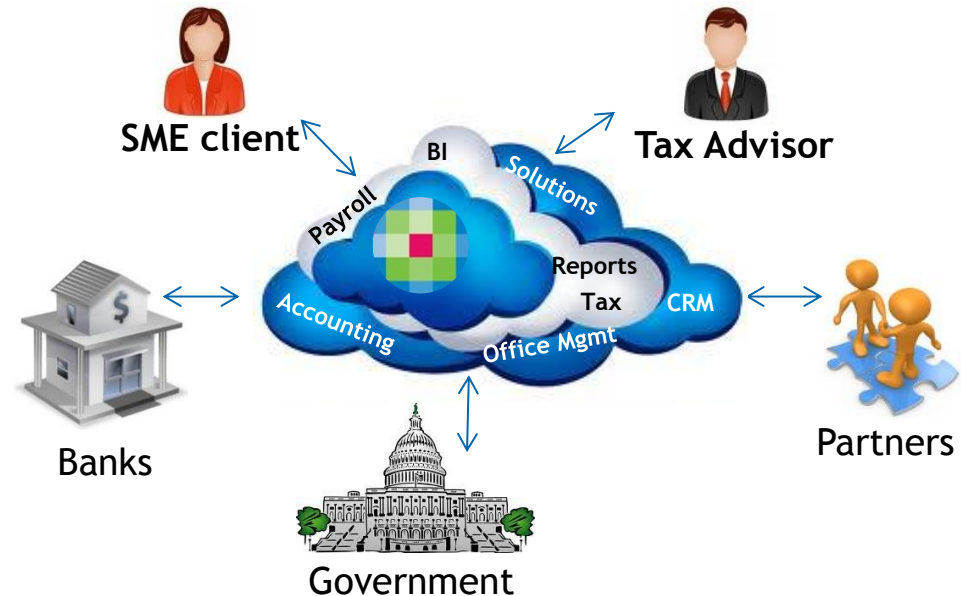 SME client
Tax Advisor
BI
Solutions
Payroll
Reports
Tax
CRM
Accounting
Office Mgmt
$
Banks
Partners
Government